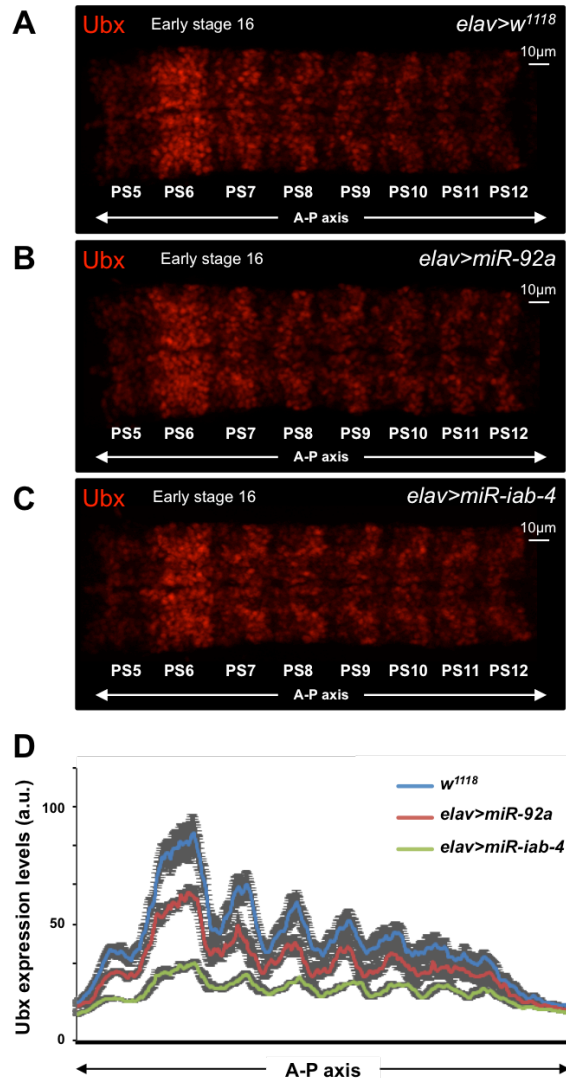 A
Ubx Early stage 16 elav>w1118
10µm
PS5 PS6 PS7 PS8 PS9 PS10 PS11 PS12
A-P axis
B
Ubx Early stage 16 elav>miR-92a
10µm
PS5 PS6 PS7 PS8 PS9 PS10 PS11 PS12
A-P axis
C
Ubx Early stage 16 elav>miR-iab-4
10µm
PS5 PS6 PS7 PS8 PS9 PS10 PS11 PS12
A-P axis
D
Ubx expression levels (a.u.)
100
50
0
w1118
elav>miR-92a
elav>miR-iab-4
A-P axis